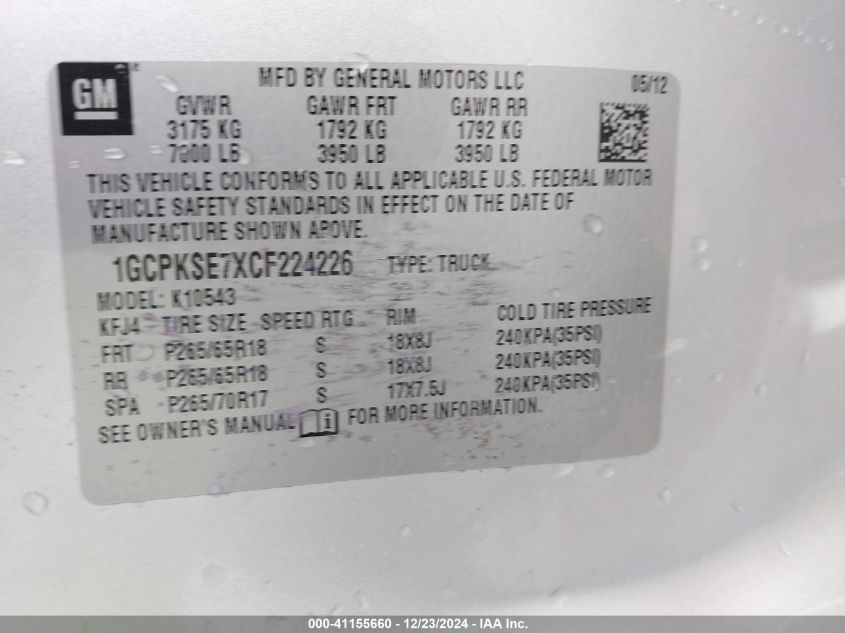 GM
MFD BY GENERAL MOTORS LLC 05/12
GVWR GAWR FRT GAWR RR
3175 KG 1792 KG 1792 KG
7000 LB 3950 LB 3950 LB
THIS VEHICLE CONFORMS TO ALL APPLICABLE U.S. FEDERAL MOTOR
VEHICLE SAFETY STANDARDS IN EFFECT ON THE DATE OF
MANUFACTURE SHOWN ABOVE.
1GCPKSE7XCF224226 TYPE: TRUCK
MODEL: K10543
KFJ4 TIRE SIZE SPEED RTG RIM COLD TIRE PRESSURE
FRT P265/65R18 S 18X8J 240KPA(35PSI)
RR P265/65R18 S 18X8J 240KPA(35PSI)
SPA P265/70R17 S 17X7.5J 240KPA(35PSI)
SEE OWNER'S MANUAL i FOR MORE INFORMATION.
000-41155660 - 12/23/2024 - IAA Inc.